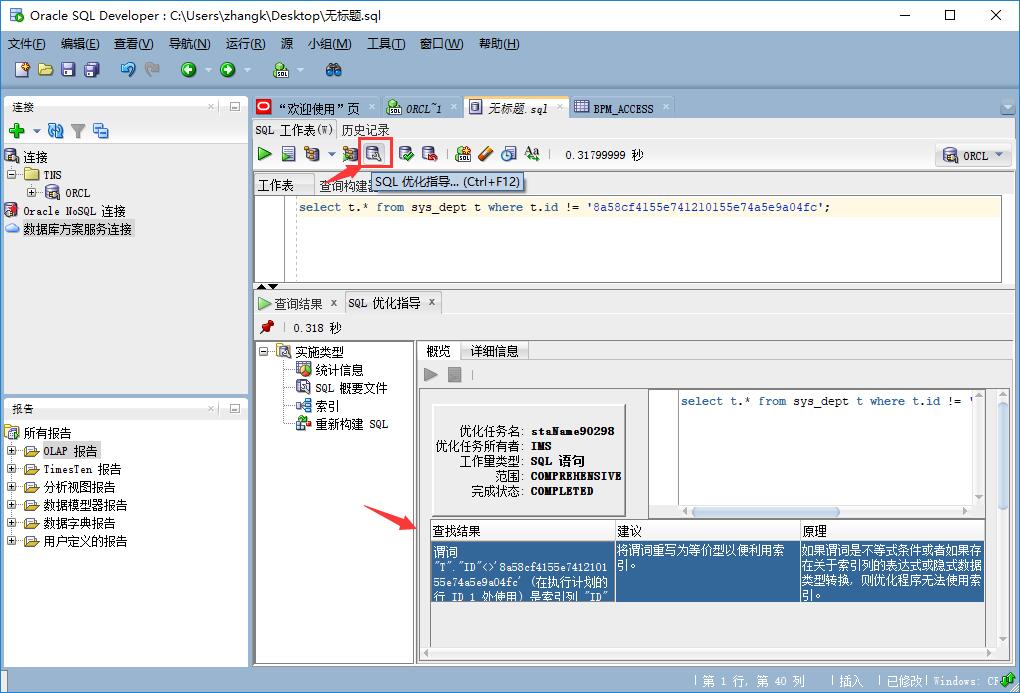 Oracle SQL Developer : C:\Users\zhangk\Desktop\无标题.sql
文件(F) 编辑(E) 查看(V) 导航(N) 运行(R) 源 小组(M) 工具(T) 窗口(W) 帮助(H)
连接
连接
TNS
ORCL
Oracle NoSQL 连接
数据库方案服务连接
报告
所有报告
OLAP 报告
TimesTen 报告
分析视图报告
数据模型器报告
数据字典报告
用户定义的报告
“欢迎使用”页 ORCL~1 无标题.sql BPM_ACCESS
SQL 工作表(W) 历史记录
0.31799999 秒
ORCL
工作表 查询构建器
SQL 优化指导... (Ctrl+F12)
select t.* from sys_dept t where t.id != '8a58cf4155e741210155e74a5e9a04fc';
查询结果 x SQL 优化指导 x
0.318 秒
实施类型
统计信息
SQL 概要文件
索引
重新构建 SQL
概览 详细信息
优化任务名: staName90298
优化任务所有者: IMS
工作量类型: SQL 语句
范围: COMPREHENSIVE
完成状态: COMPLETED
select t.* from sys_dept t where t.id != '
查找结果 建议 原理
谓词
"T"."ID"<>'8a58cf4155e7412101
55e74a5e9a04fc' (在执行计划的
行 ID 1 处使用) 是索引列 "ID"
将谓词重写为等价型以便利用索
引。
如果谓词是不等式条件或者如果存
在关于索引列的表达式或隐式数据
类型转换, 则优化程序无法使用索
引。
第 1 行, 第 40 列 插入 已修改 Windows: CF